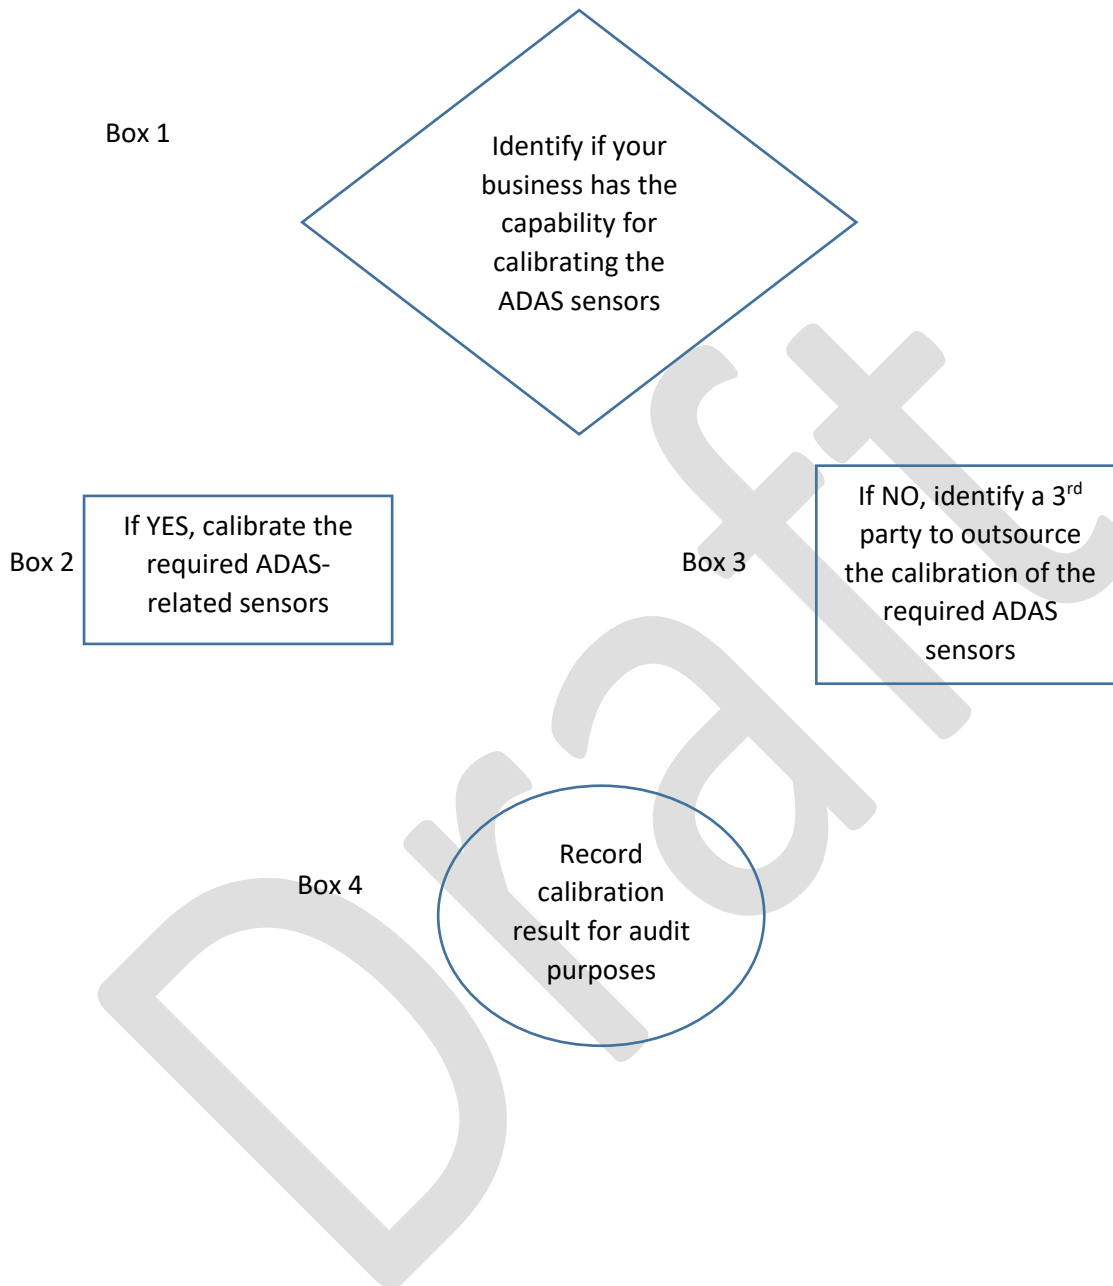 Box 1
Identify if your
business has the
capability for
calibrating the
ADAS sensors
Box 2
If YES, calibrate the
required ADAS-
related sensors
Box 3
If NO, identify a 3rd
party to outsource
the calibration of the
required ADAS
sensors
Box 4
Record
calibration
result for audit
purposes
Draft